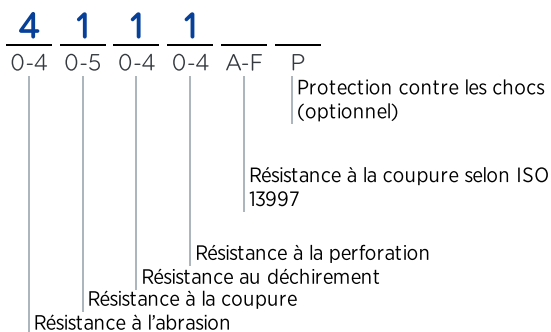 4 1 1 1
0-4 0-5 0-4 0-4 A-F P
Protection contre les chocs
(optionnel)
Résistance à la coupure selon ISO
13997
Résistance à la perforation
Résistance au déchirement
Résistance à la coupure
Résistance à l'abrasion